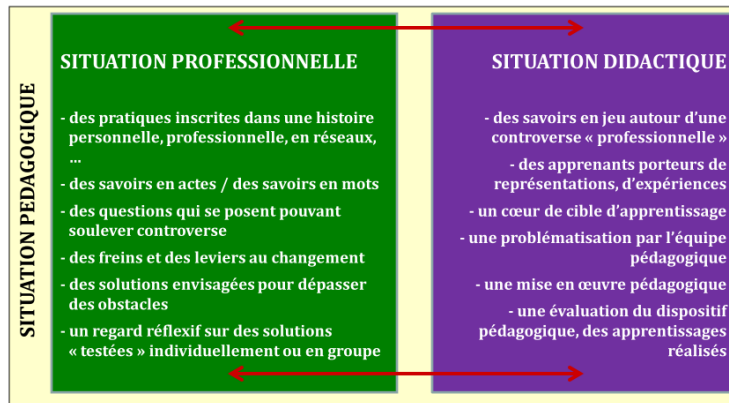 SITUATION PEDAGOGIQUE
SITUATION PROFESSIONNELLE
- des pratiques inscrites dans une histoire
personnelle, professionnelle, en réseaux,
...
- des savoirs en actes / des savoirs en mots
- des questions qui se posent pouvant
soulever controverse
- des freins et des leviers au changement
- des solutions envisagées pour dépasser
des obstacles
- un regard réflexif sur des solutions
« testées » individuellement ou en groupe
SITUATION DIDACTIQUE
- des savoirs en jeu autour d'une
controverse « professionnelle »
- des apprenants porteurs de
représentations, d'expériences
- un cœur de cible d'apprentissage
- une problématisation par l'équipe
pédagogique
- une mise en œuvre pédagogique
- une évaluation du dispositif
pédagogique, des apprentissages
réalisés